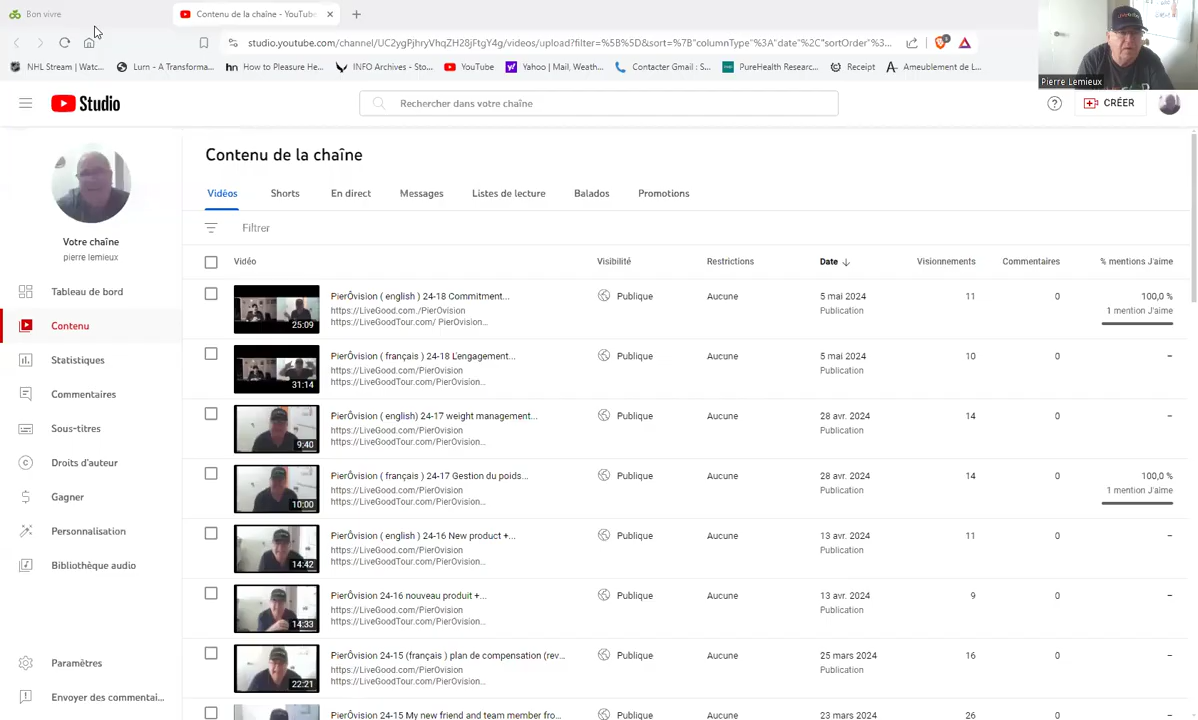 Bon vivre
Contenu de la chaîne - YouTube
studio.youtube.com/channel/UC2ygPjhryVhqZH28jFtgY4g/videos/upload?filter=%5B%5D&sort=%7B"columnType"%3A"date"%2C"sortOrder"...
NHL Stream | Watc...
Lurn - A Transforma...
How to Pleasure He...
INFO Archives - Sto...
YouTube
Yahoo | Mail, Weath...
Contacter Gmail : S...
PureHealth Researc...
Receipt
Ameublement de L...
Pierre Lemieux
Studio
Rechercher dans votre chaîne
CRÉER
Votre chaîne
pierre lemieux
Tableau de bord
Contenu
Statistiques
Commentaires
Sous-titres
Droits d'auteur
Gagner
Personnalisation
Bibliothèque audio
Paramètres
Envoyer des commentai...
Contenu de la chaîne
Vidéos Shorts En direct Messages Listes de lecture Balados Promotions
Filtrer
Vidéo Visibilité Restrictions Date Visionnements Commentaires % mentions J'aime
PierÔvision ( english ) 24-18 Commitment... Publique Aucune 5 mai 2024 11 0 100,0 %
https://LiveGood.com./PierOvision Publication 1 mention J'aime
https://LiveGoodTour.com/ PierOvision...
25:09
PierÔvision ( français ) 24-18 L'engagement... Publique Aucune 5 mai 2024 10 0 –
https://LiveGood.com/PierOvision Publication
https://LiveGoodTour.com/PierOvision...
31:14
PierÔvision ( english) 24-17 weight management... Publique Aucune 28 avr. 2024 14 0 –
https://LiveGood.com/PierOvision Publication
https://LiveGoodTour.com/PierOvision...
9:40
PierÔvision ( français ) 24-17 Gestion du poids... Publique Aucune 28 avr. 2024 14 0 100,0 %
https://LiveGood.com/PierOvision Publication 1 mention J'aime
https://LiveGoodTour.com/PierOvision...
10:00
PierÔvision ( english ) 24-16 New product +... Publique Aucune 13 avr. 2024 11 0 –
https://LiveGood.com/PierOvision Publication
https://LiveGoodTour.com/PierOvision...
14:42
PierÔvision 24-16 nouveau produit +... Publique Aucune 13 avr. 2024 9 0 –
https://LiveGood.com/PierOvision Publication
https://LiveGoodTour.com/PierOvision...
14:33
PierÔvision 24-15 (français ) plan de compensation (rev... Publique Aucune 25 mars 2024 16 0 –
https://LiveGood.com/PierOvision Publication
https://LiveGoodTour.com/PierOvision...
22:21
PierÔvision 24-15 My new friend and team member fro... Publique Aucune 23 mars 2024 26 0 –